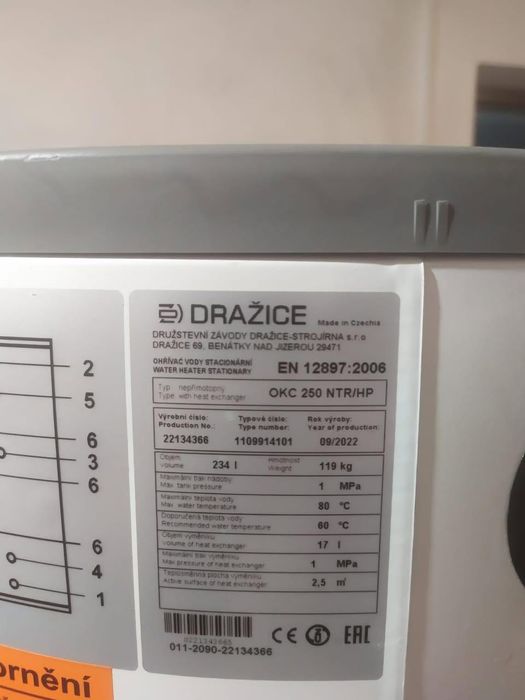 DRAŽICE Made in Czechia
DRUŽSTEVNÍ ZÁVODY DRAŽICE-STROJÍRNA s.r.o
DRAŽICE 69, BENÁTKY NAD JIZEROU 29471
OHŘÍVAČ VODY STACIONÁRNÍ
WATER HEATER STATIONARY EN 12897:2006
Typ nepřímotopný
Type with heat exchanger OKC 250 NTR/HP
Výrobní číslo: Typové číslo: Rok výroby:
Production No.: Type number: Year of production:
22134366 1109914101 09/2022
Objem Hmotnost
volume 234 l Weight 119 kg
Maximální tlak nádoby
Max. tank pressure 1 MPa
Maximální teplota vody
Max. water temperature 80 °C
Doporučená teplota vody
Recommended water temperature 60 °C
Objem výměníku
volume of heat exchanger 17 l
Maximální tlak výměníku
Max pressure of heat exchanger 1 MPa
Teplosměnná plocha výměníku
Active surface of heat exchanger 2,5 m²
0221343665
011-2090-22134366
CE EAC
2
5
6
3
6
6
4
1
ornění